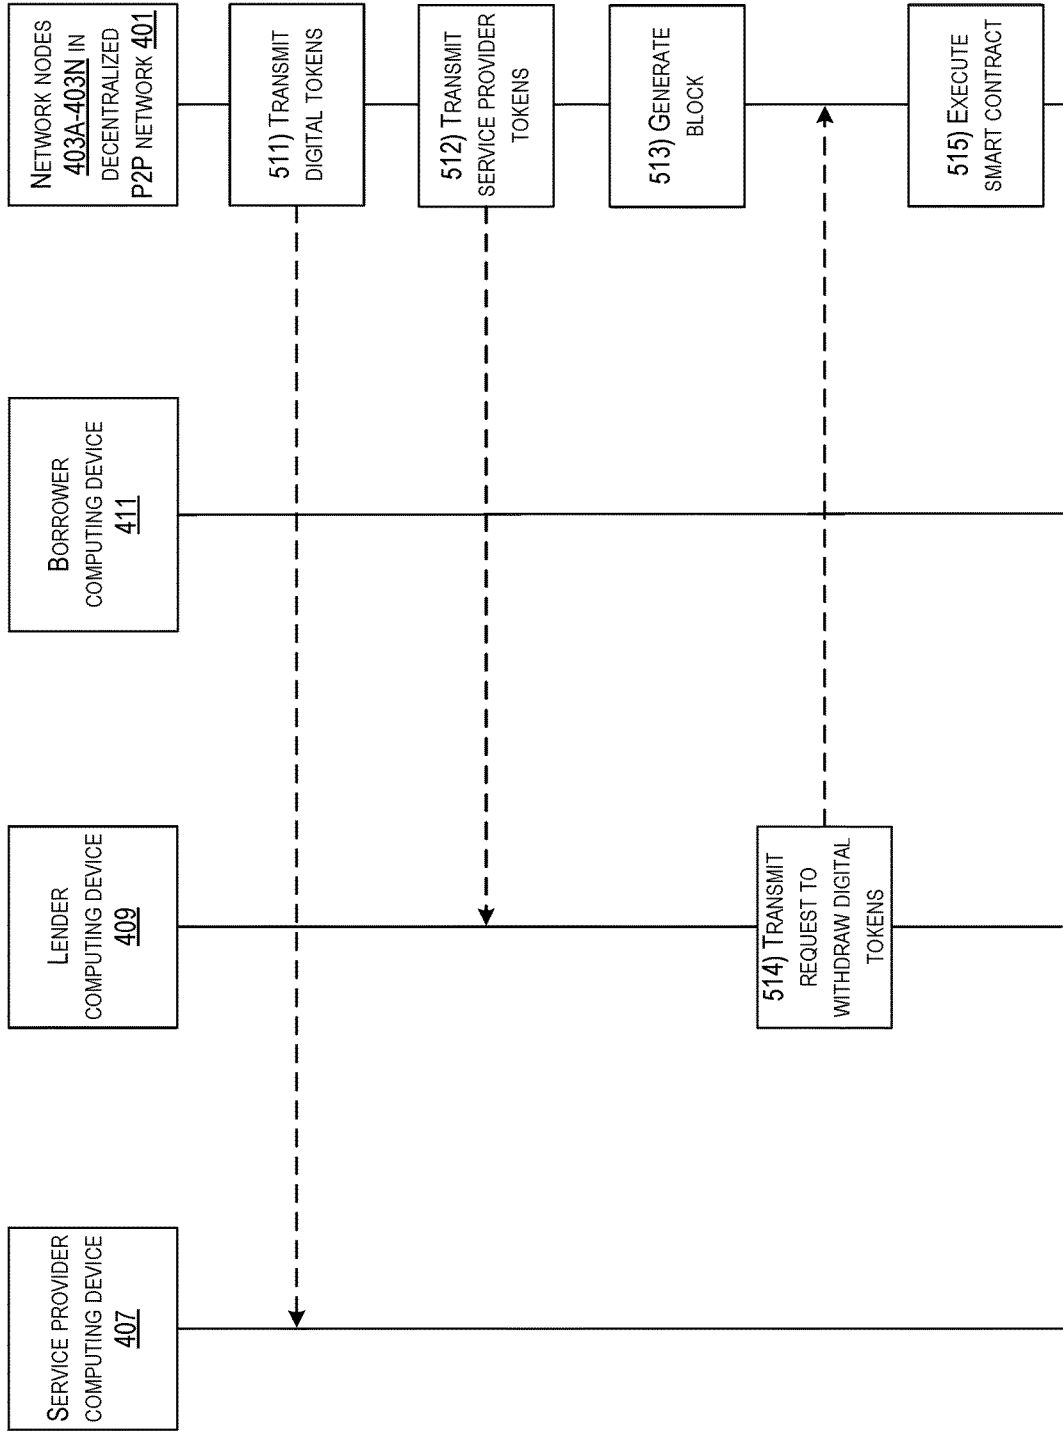 SERVICE PROVIDER
COMPUTING DEVICE
407
LENDER
COMPUTING DEVICE
409
BORROWER
COMPUTING DEVICE
411
NETWORK NODES
403A-403N IN
DECENTRALIZED
P2P NETWORK 401
511) TRANSMIT
DIGITAL TOKENS
512) TRANSMIT
SERVICE PROVIDER
TOKENS
513) GENERATE
BLOCK
514) TRANSMIT
REQUEST TO
WITHDRAW DIGITAL
TOKENS
515) EXECUTE
SMART CONTRACT